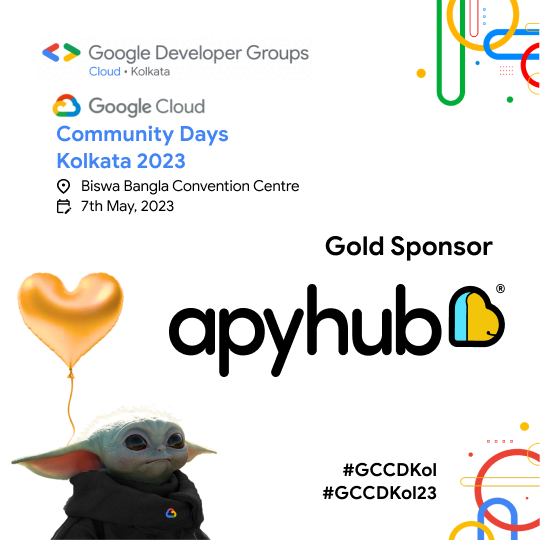 Google Developer Groups
Cloud • Kolkata
Google Cloud
Community Days
Kolkata 2023
Biswa Bangla Convention Centre
7th May, 2023
Gold Sponsor
apyhub®
#GCCDKol
#GCCDKol23